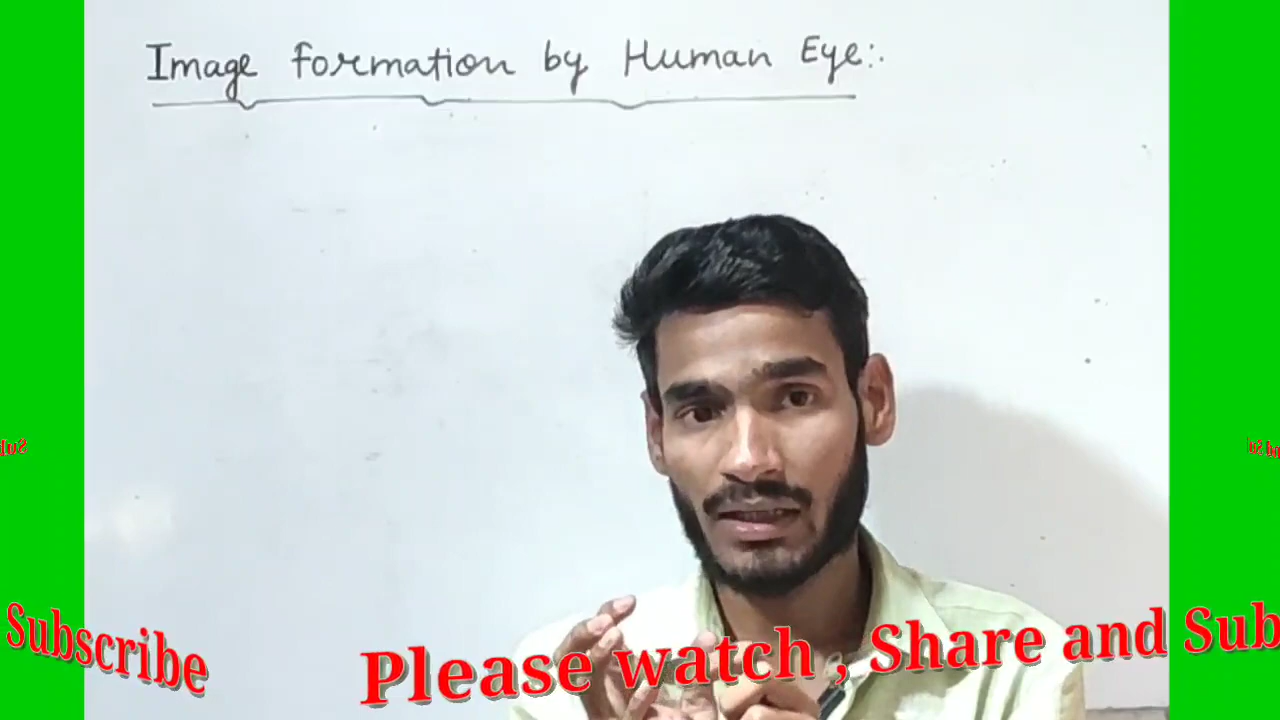 Image formation by Human Eye:.
Subscribe
Please watch , Share and Sub